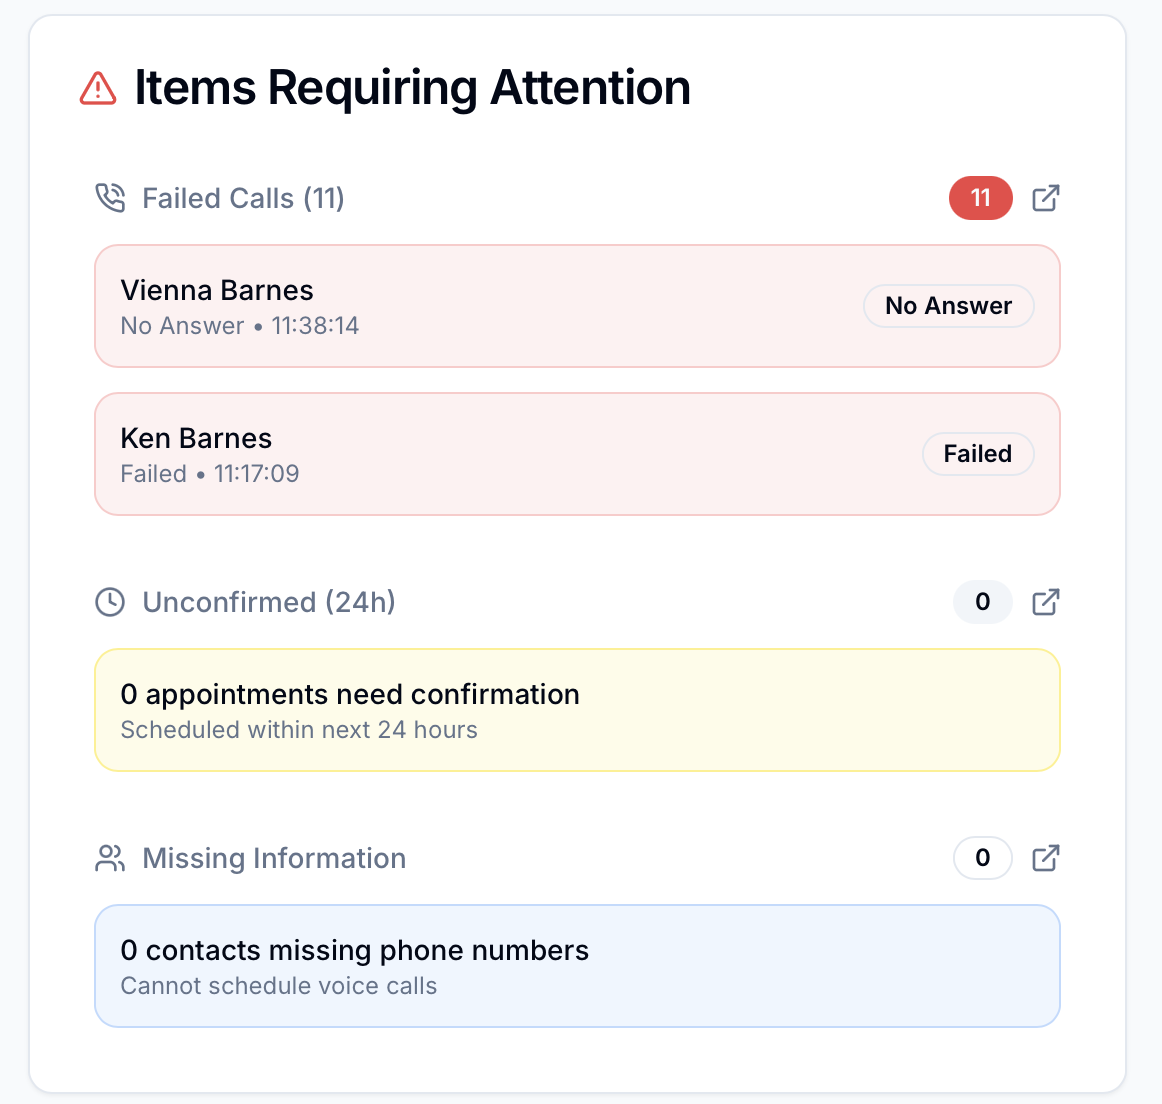 Items Requiring Attention
Failed Calls (11)
11
Vienna Barnes
No Answer • 11:38:14
No Answer
Ken Barnes
Failed • 11:17:09
Failed
Unconfirmed (24h)
0
0 appointments need confirmation
Scheduled within next 24 hours
Missing Information
0
0 contacts missing phone numbers
Cannot schedule voice calls